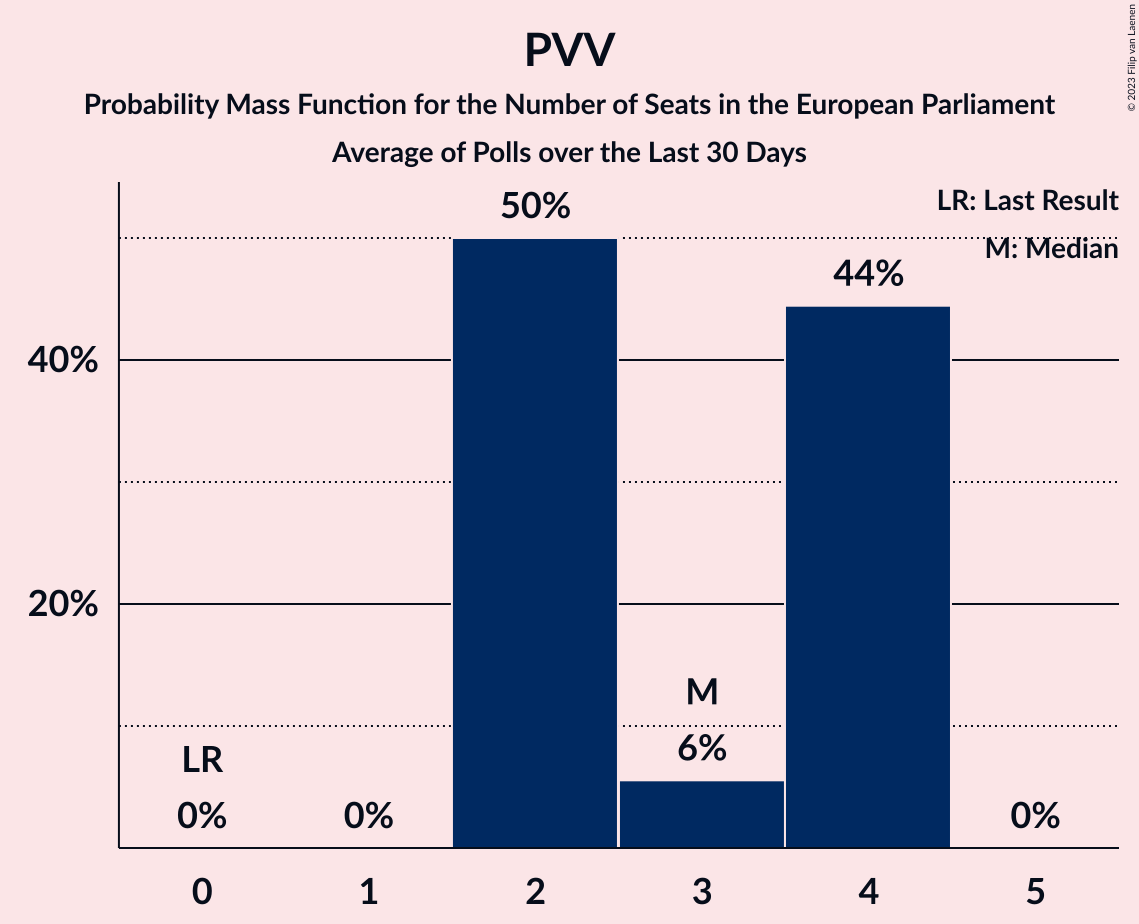 PVV
Probability Mass Function for the Number of Seats in the European Parliament
Average of Polls over the Last 30 Days
© 2023 Filip van Laenen
LR: Last Result
M: Median
50%
44%
40%
20%
M
6%
LR
0%
0%
0%
0
1
2
3
4
5